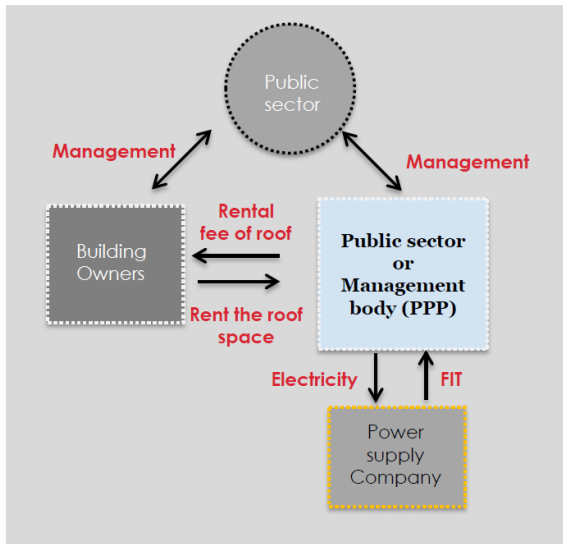 Public
sector
Management
Management
Rental
fee of roof
Building
Owners
Public sector
or
Management
body (PPP)
Rent the roof
space
Electricity
FIT
Power
supply
Company